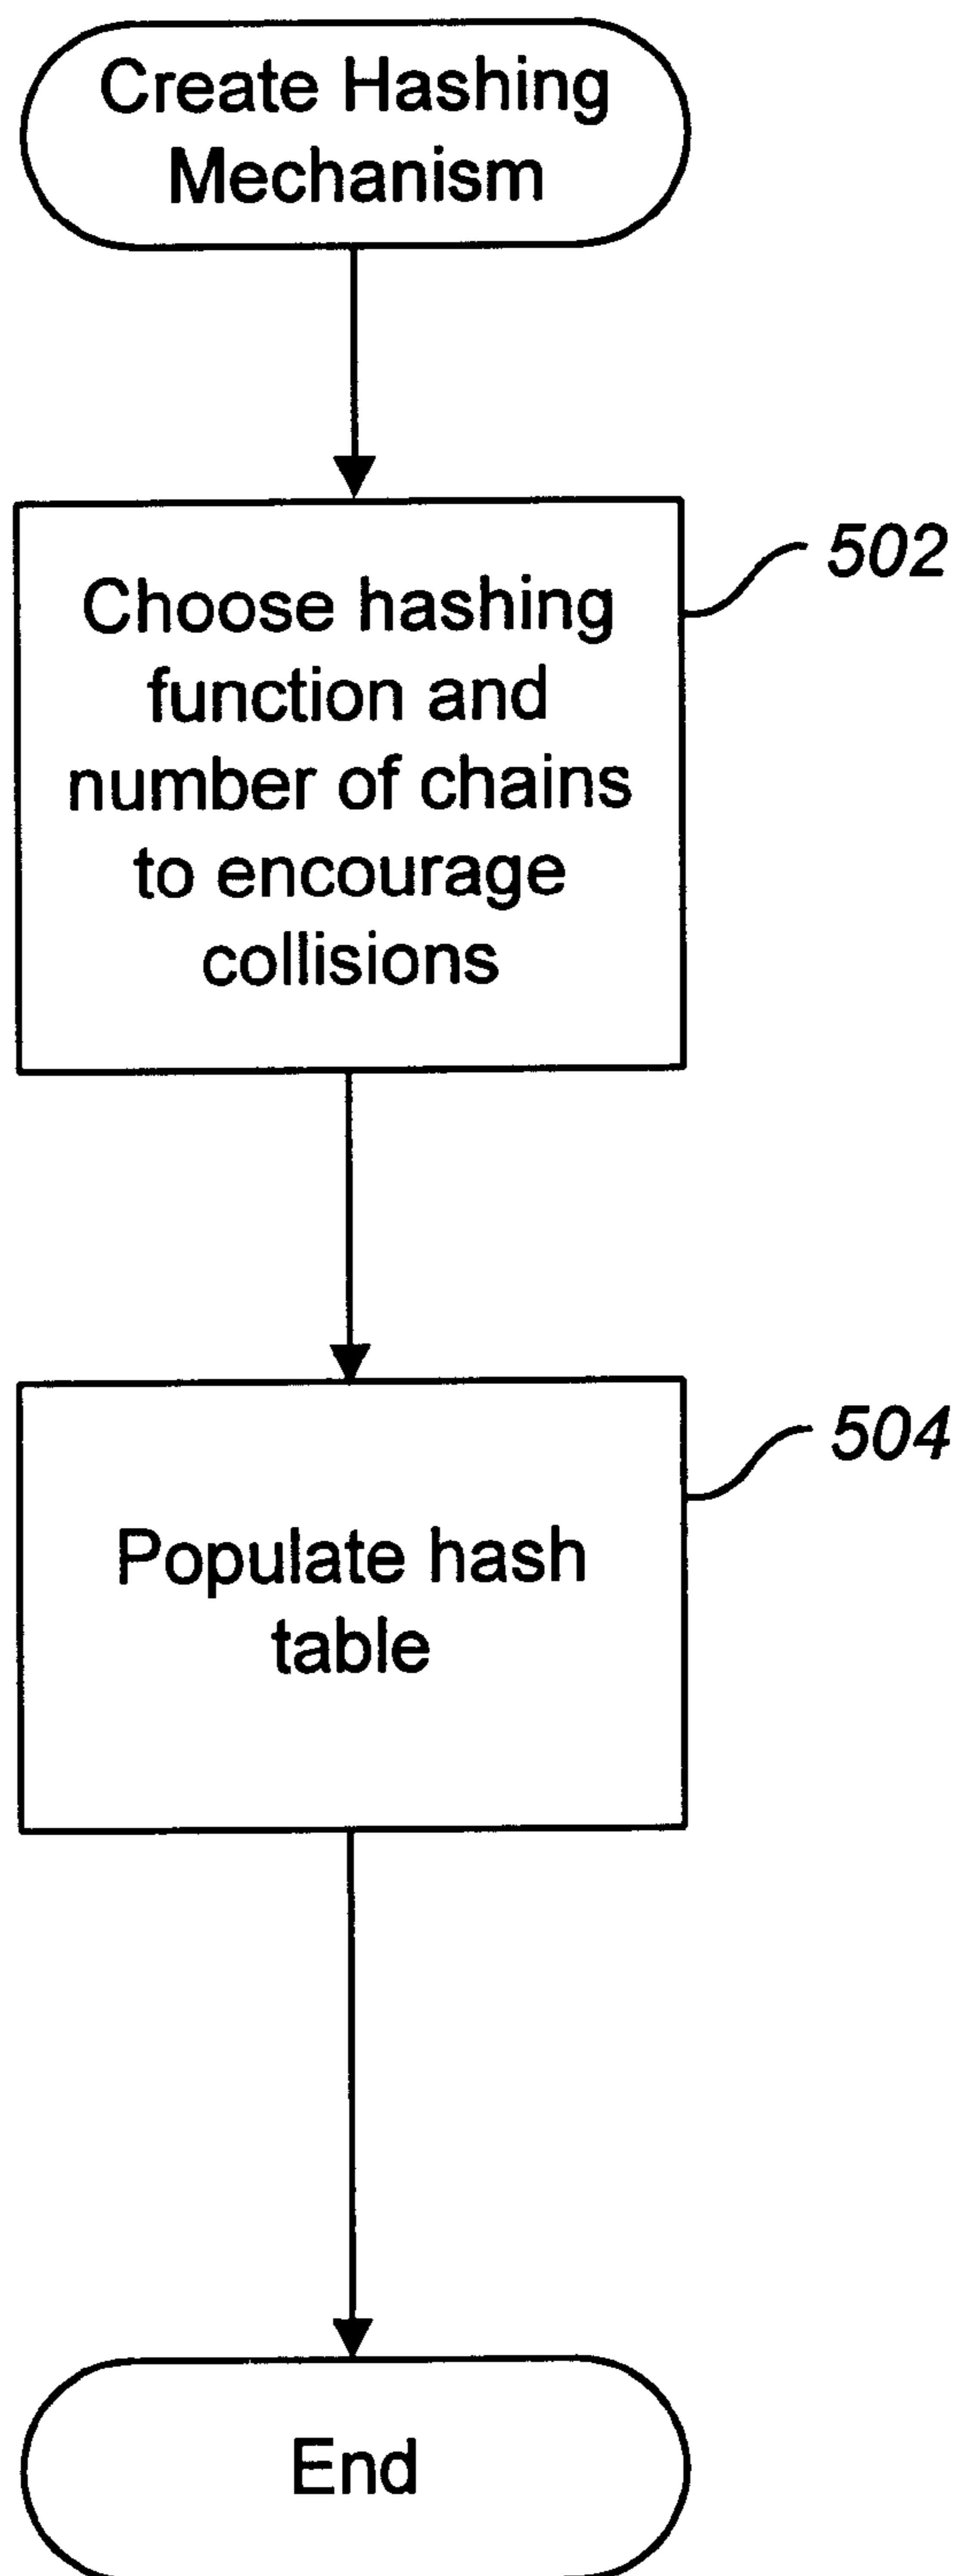 Create Hashing
Mechanism
Choose hashing
function and
number of chains
to encourage
collisions
502
Populate hash
table
504
End